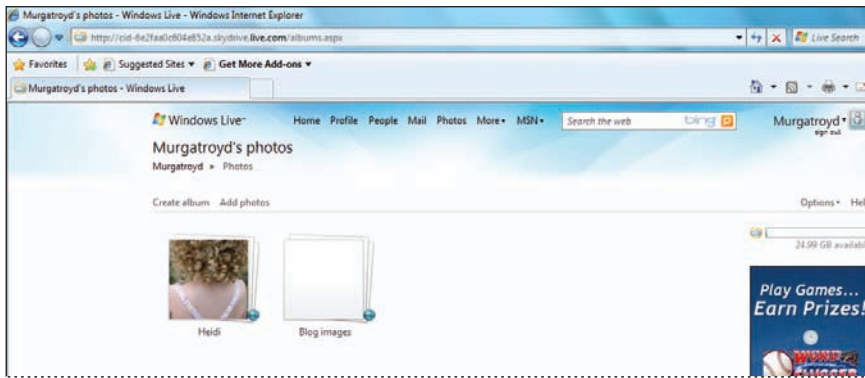 Murgatroyd's photos - Windows Live - Windows Internet Explorer
http://cid-6e2faa0c604e852a.skydrive.live.com/albums.aspx
Live Search
Favorites Suggested Sites Get More Add-ons
Murgatroyd's photos - Windows Live
Windows Live
Home Profile People Mail Photos More MSN
Search the web bing
Murgatroyd
sign out
Murgatroyd's photos
Murgatroyd ▸ Photos
Create album Add photos
Options Hel
24.99 GB availabl
Heidi
Blog images
Play Games...
Earn Prizes!